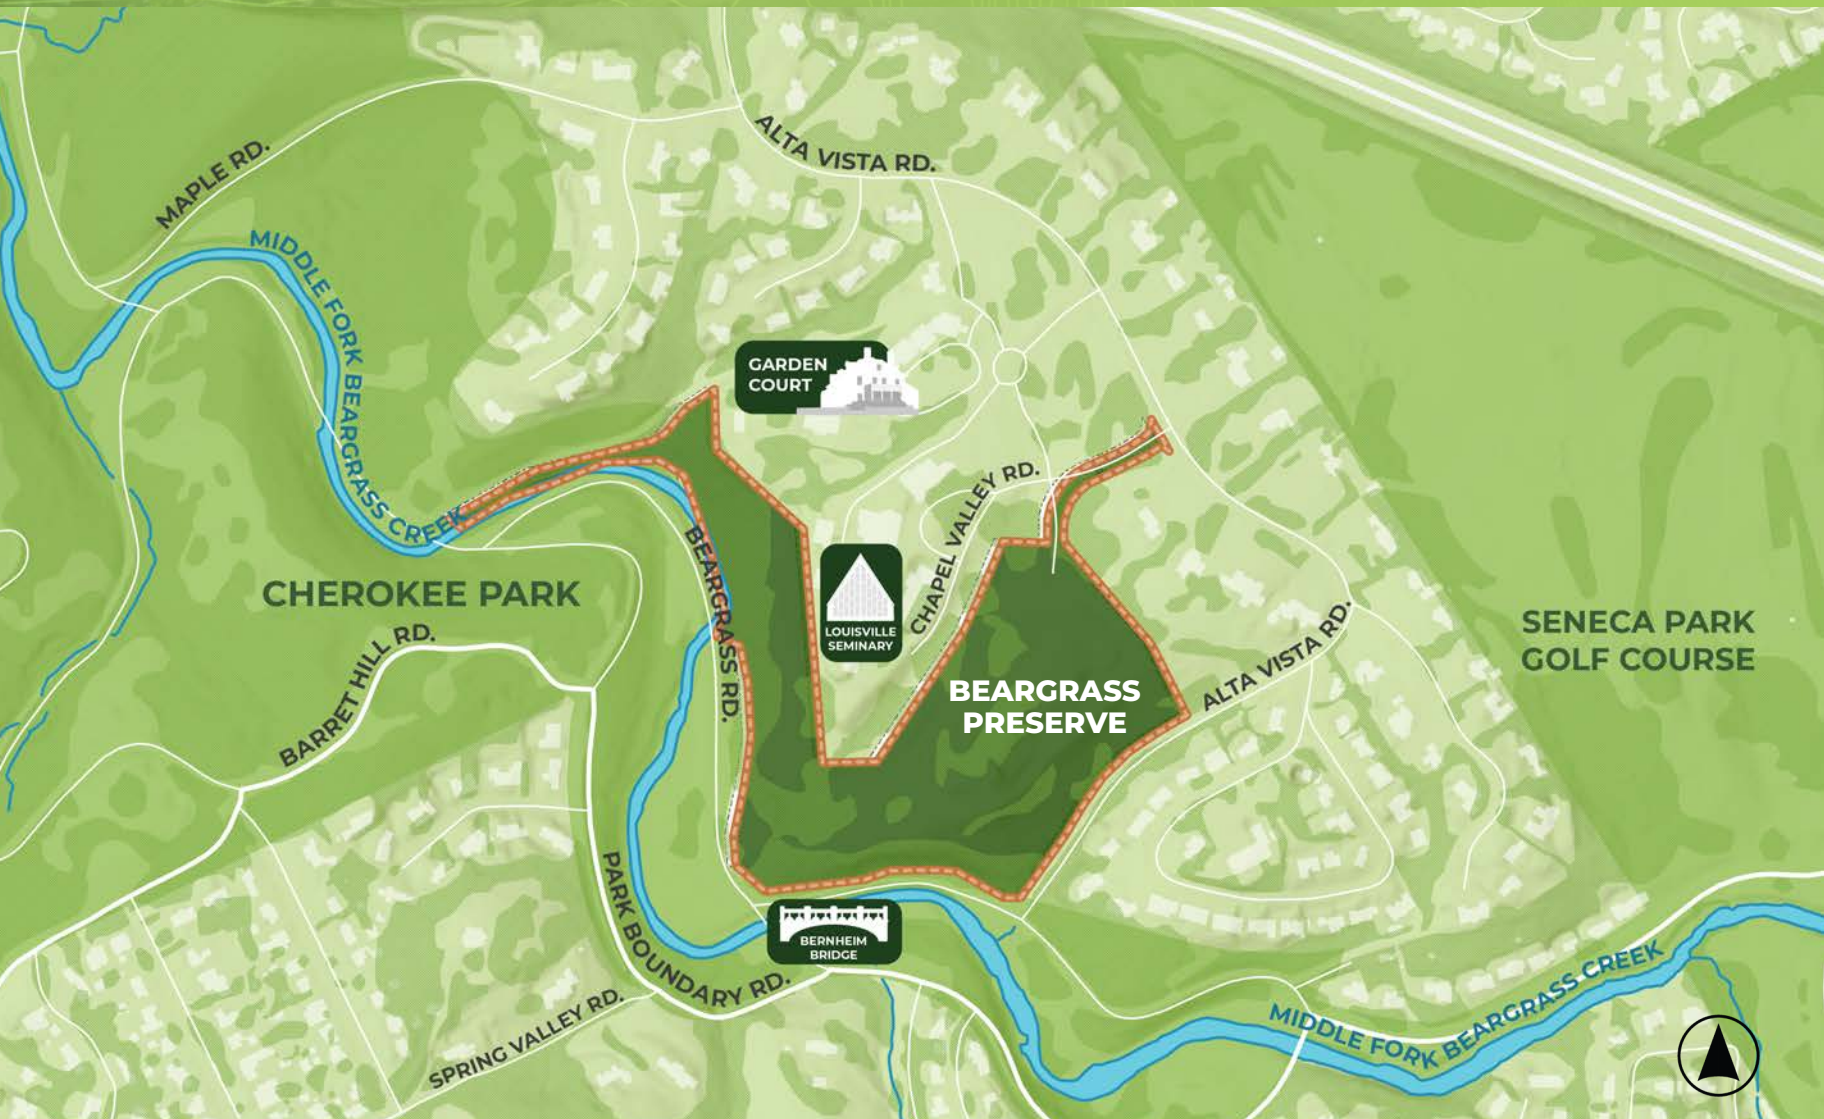 ALTA VISTA RD.
MAPLE RD.
MIDDLE FORK BEARGRASS CREEK
GARDEN
COURT
CHAPEL VALLEY RD.
BEARGRASS RD.
CHEROKEE PARK
LOUISVILLE
SEMINARY
BARRET HILL RD.
BEARGRASS
PRESERVE
ALTA VISTA RD.
SENECA PARK
GOLF COURSE
PARK BOUNDARY RD.
BERNHEIM
BRIDGE
SPRING VALLEY RD.
MIDDLE FORK BEARGRASS CREEK